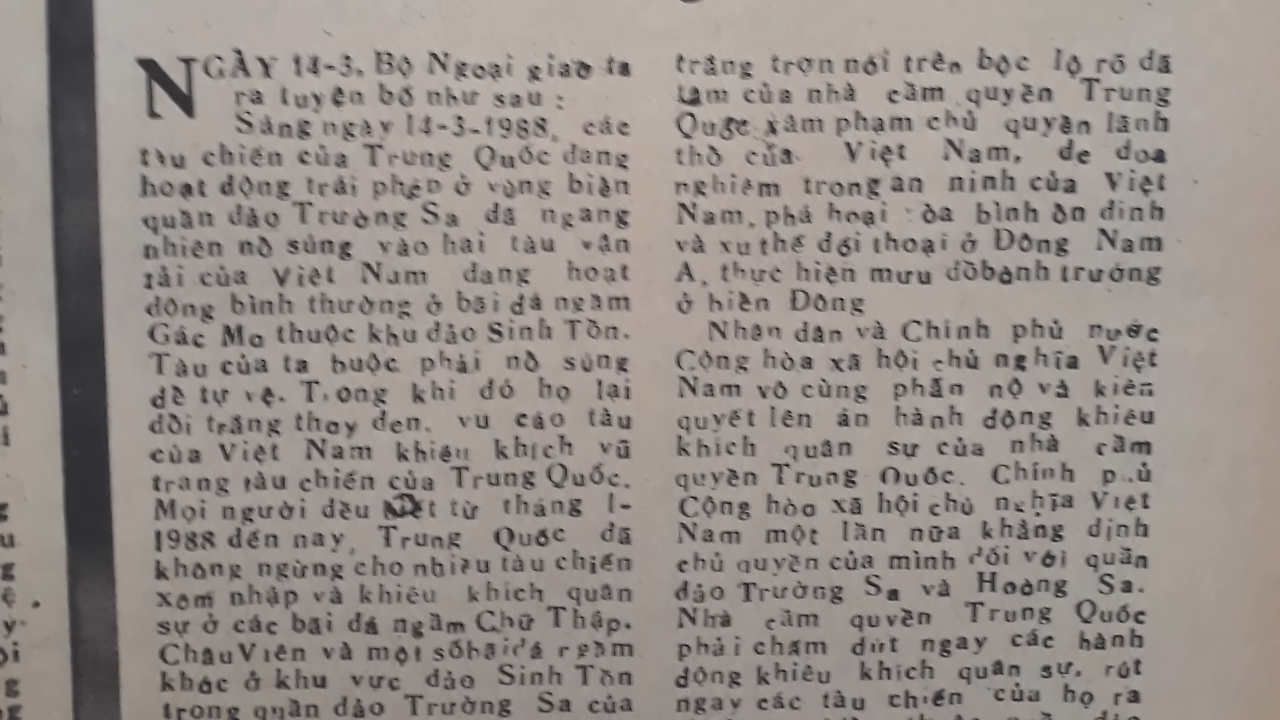 NGÀY 14-3, Bộ Ngoại giao ta
ra tuyên bố như sau :
Sáng ngày 14-3-1988, các
tàu chiến của Trung Quốc đang
hoạt động trái phép ở vùng biển
quần đảo Trường Sa đã ngang
nhiên nổ súng vào hai tàu vận
tải của Việt Nam đang hoạt
động bình thường ở bãi đá ngầm
Gác Ma thuộc khu đảo Sinh Tồn.
Tàu của ta buộc phải nổ súng
để tự vệ. Trong khi đó họ lại
đổi trắng thay đen, vu cáo tàu
của Việt Nam khiêu khích vũ
trang tàu chiến của Trung Quốc.
Mọi người đều biết từ tháng 1-
1988 đến nay, Trung Quốc đã
không ngừng cho nhiều tàu chiến
xâm nhập và khiêu khích quân
sự ở các bãi đá ngầm Chữ Thập,
Châu Viên và một số bãi đá ngầm
khác ở khu vực đảo Sinh Tồn
trong quần đảo Trường Sa của
trắng trợn nói trên bộc lộ rõ dã
tâm của nhà cầm quyền Trung
Quốc xâm phạm chủ quyền lãnh
thổ của Việt Nam, đe dọa
nghiêm trọng an ninh của Việt
Nam, phá hoại hòa bình ổn định
và xu thế đối thoại ở Đông Nam
Á, thực hiện mưu đồ bành trướng
ở biển Đông
Nhân dân và Chính phủ nước
Cộng hòa xã hội chủ nghĩa Việt
Nam vô cùng phẫn nộ và kiên
quyết lên án hành động khiêu
khích quân sự của nhà cầm
quyền Trung Quốc. Chính phủ
Cộng hòa xã hội chủ nghĩa Việt
Nam một lần nữa khẳng định
chủ quyền của mình đối với quần
đảo Trường Sa và Hoàng Sa.
Nhà cầm quyền Trung Quốc
phải chấm dứt ngay các hành
động khiêu khích quân sự, rút
ngay các tàu chiến của họ ra